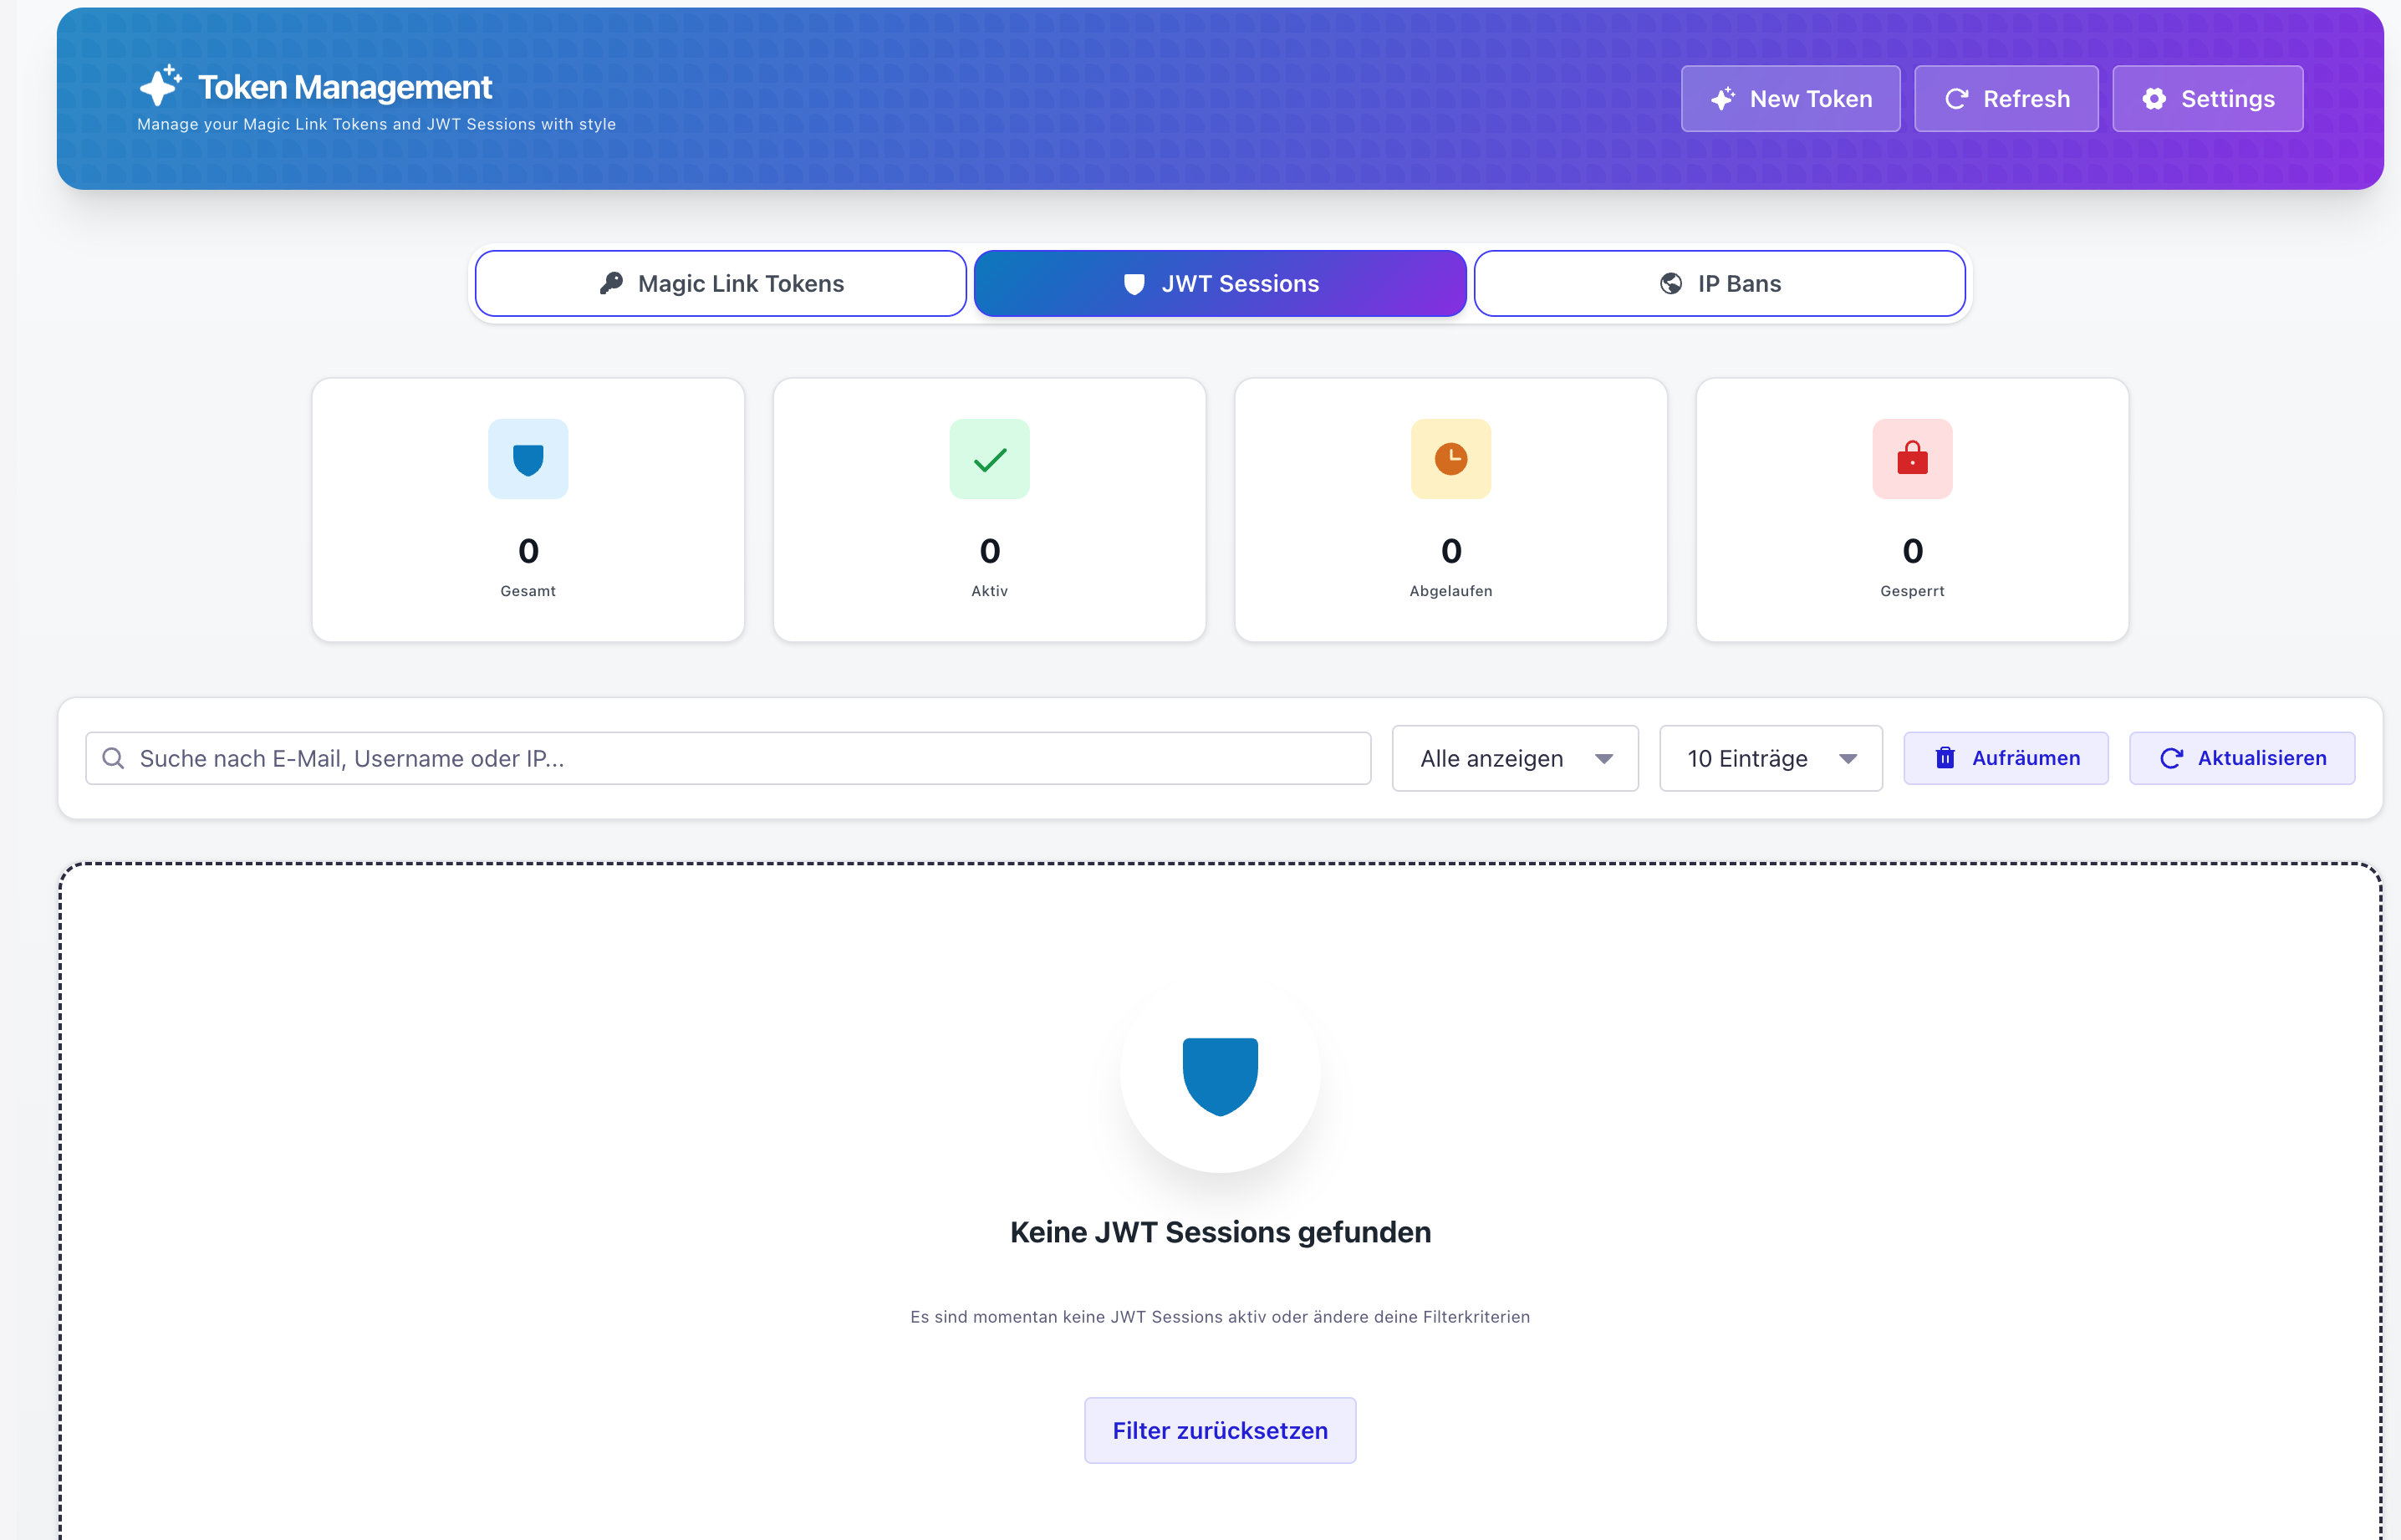 Token Management
Manage your Magic Link Tokens and JWT Sessions with style
New Token
Refresh
Settings
Magic Link Tokens
JWT Sessions
IP Bans
0
Gesamt
0
Aktiv
0
Abgelaufen
0
Gesperrt
Suche nach E-Mail, Username oder IP...
Alle anzeigen
10 Einträge
Aufräumen
Aktualisieren
Keine JWT Sessions gefunden
Es sind momentan keine JWT Sessions aktiv oder ändere deine Filterkriterien
Filter zurücksetzen